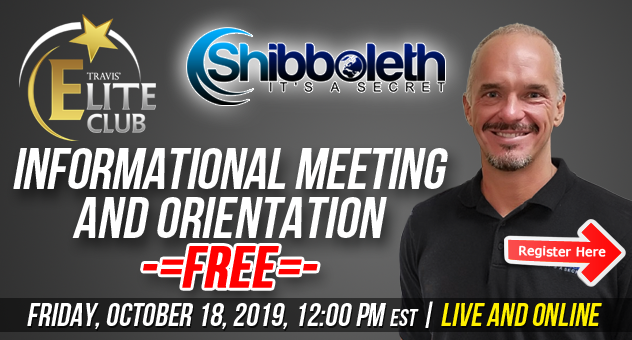 TRAVIS'
ELITE
CLUB
Shibboleth
IT'S A SECRET
INFORMATIONAL MEETING
AND ORIENTATION
-=FREE=-
Register Here
FRIDAY, OCTOBER 18, 2019, 12:00 PM EST | LIVE AND ONLINE